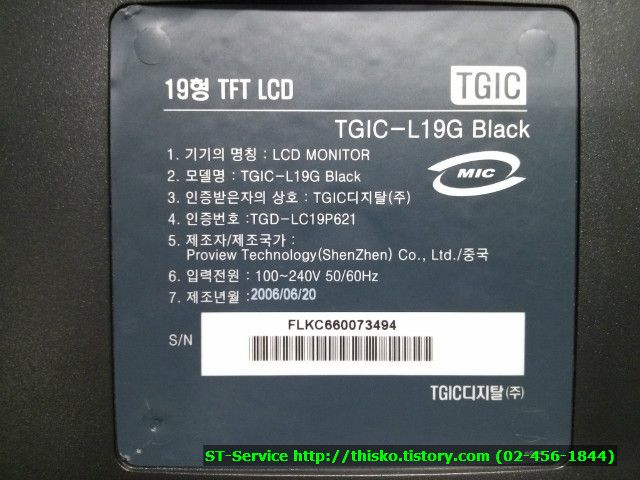 19형 TFT LCD
TGIC
TGIC-L19G Black
1. 기기의 명칭 : LCD MONITOR
2. 모델명 : TGIC-L19G Black
MIC
3. 인증받은자의 상호 : TGIC디지탈(주)
4. 인증번호 :TGD-LC19P621
5. 제조자/제조국가 :
Proview Technology(ShenZhen) Co., Ltd./중국
6. 입력전원 : 100~240V 50/60Hz
7. 제조년월 : 2006/06/20
FLKC660073494
S/N
TGIC디지탈(주)
ST-Service http://thisko.tistory.com (02-456-1844)